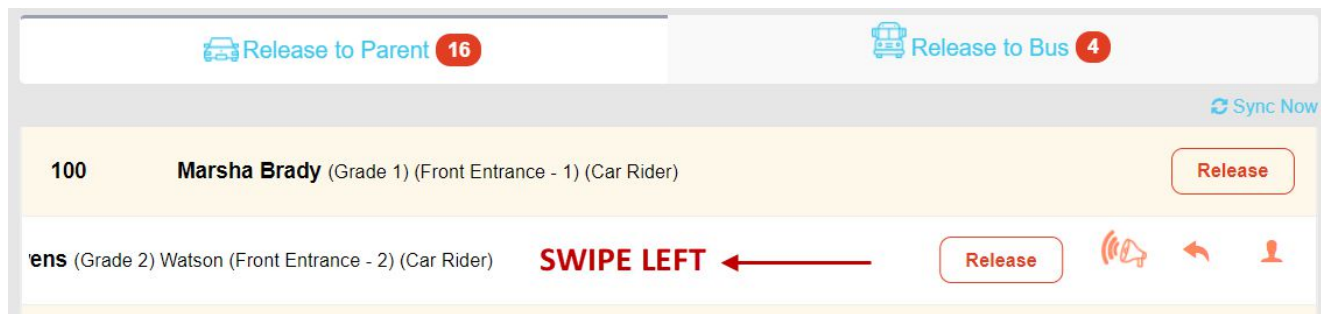 Release to Parent 16
Release to Bus 4
Sync Now
100 Marsha Brady (Grade 1) (Front Entrance - 1) (Car Rider) Release
ens (Grade 2) Watson (Front Entrance - 2) (Car Rider) SWIPE LEFT Release